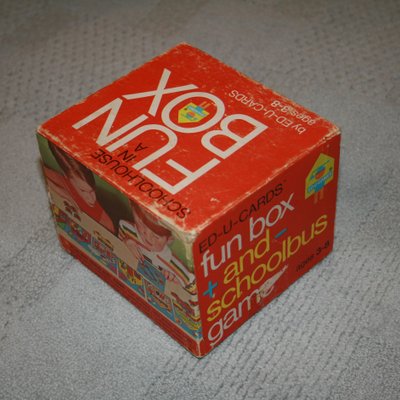 SCHOOLHOUSE
IN A
FUN
BOX
by ED-U-CARDS
ages 3-8
ED-U-CARDS
fun box
+ and -
schoolbus
game
ages 3-8